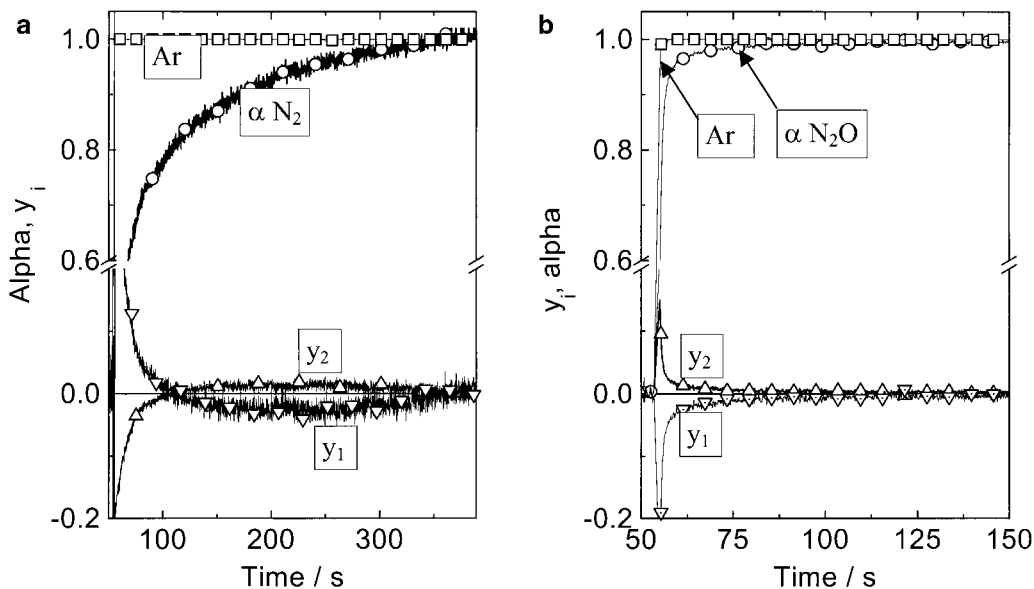 a
Alpha, y i
1.0
0.8
0.6
0.0
-0.2
Ar
α N2
y2
y1
100
200
300
Time / s
b
yi, alpha
1.0
0.8
0.6
0.0
-0.2
Ar
α N2O
y2
y1
50
75
100
125
150
Time / s